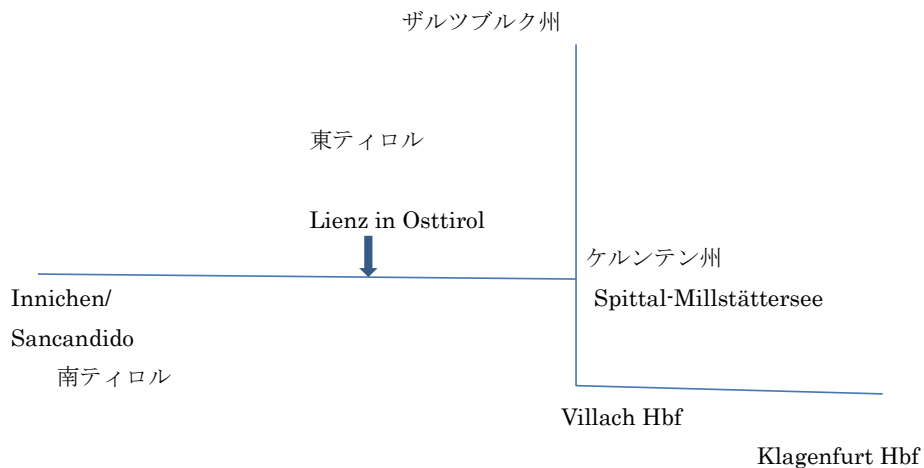 ザルツブルク州
東ティロル
Lienz in Osttirol
ケルンテン州
Innichen/
Spittal-Millstättersee
Sancandido
南ティロル
Villach Hbf
Klagenfurt Hbf